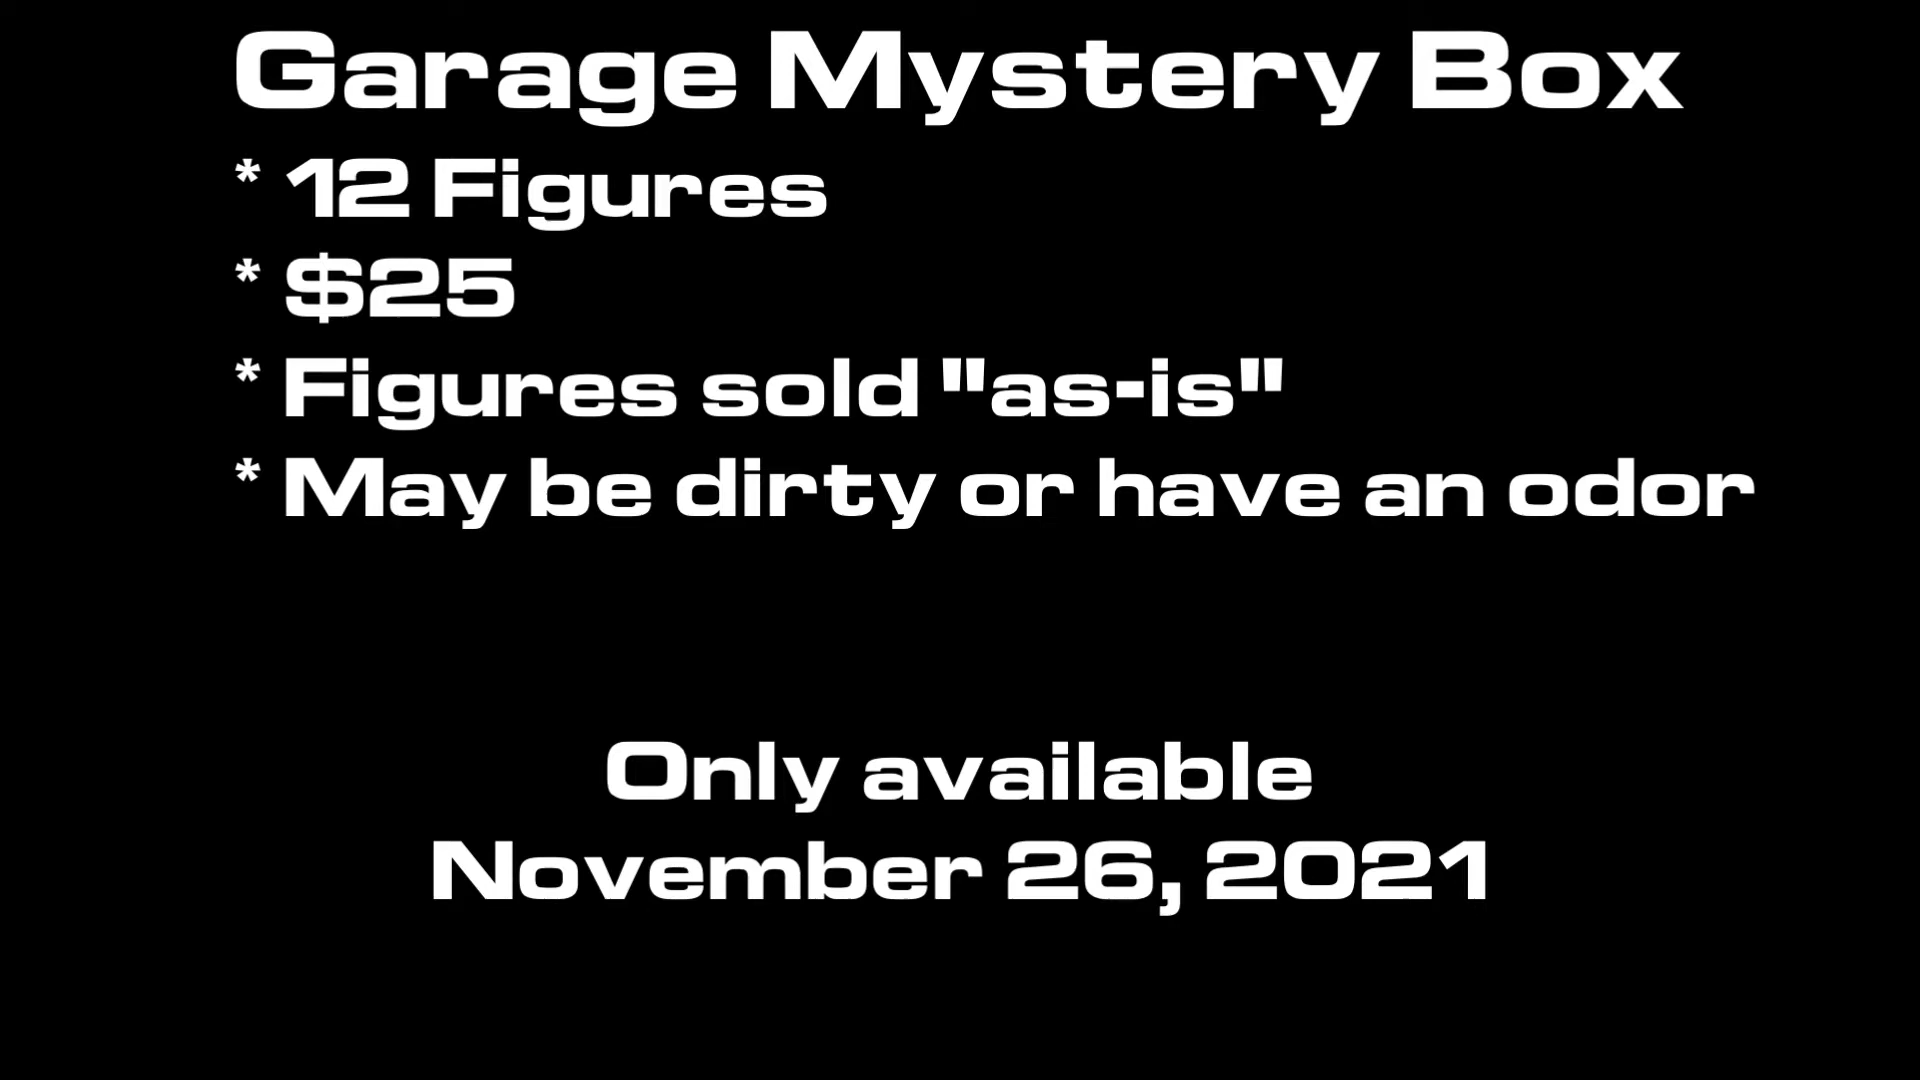 Garage Mystery Box
* 12 Figures
* $25
* Figures sold "as-is"
* May be dirty or have an odor
Only available
November 26, 2021